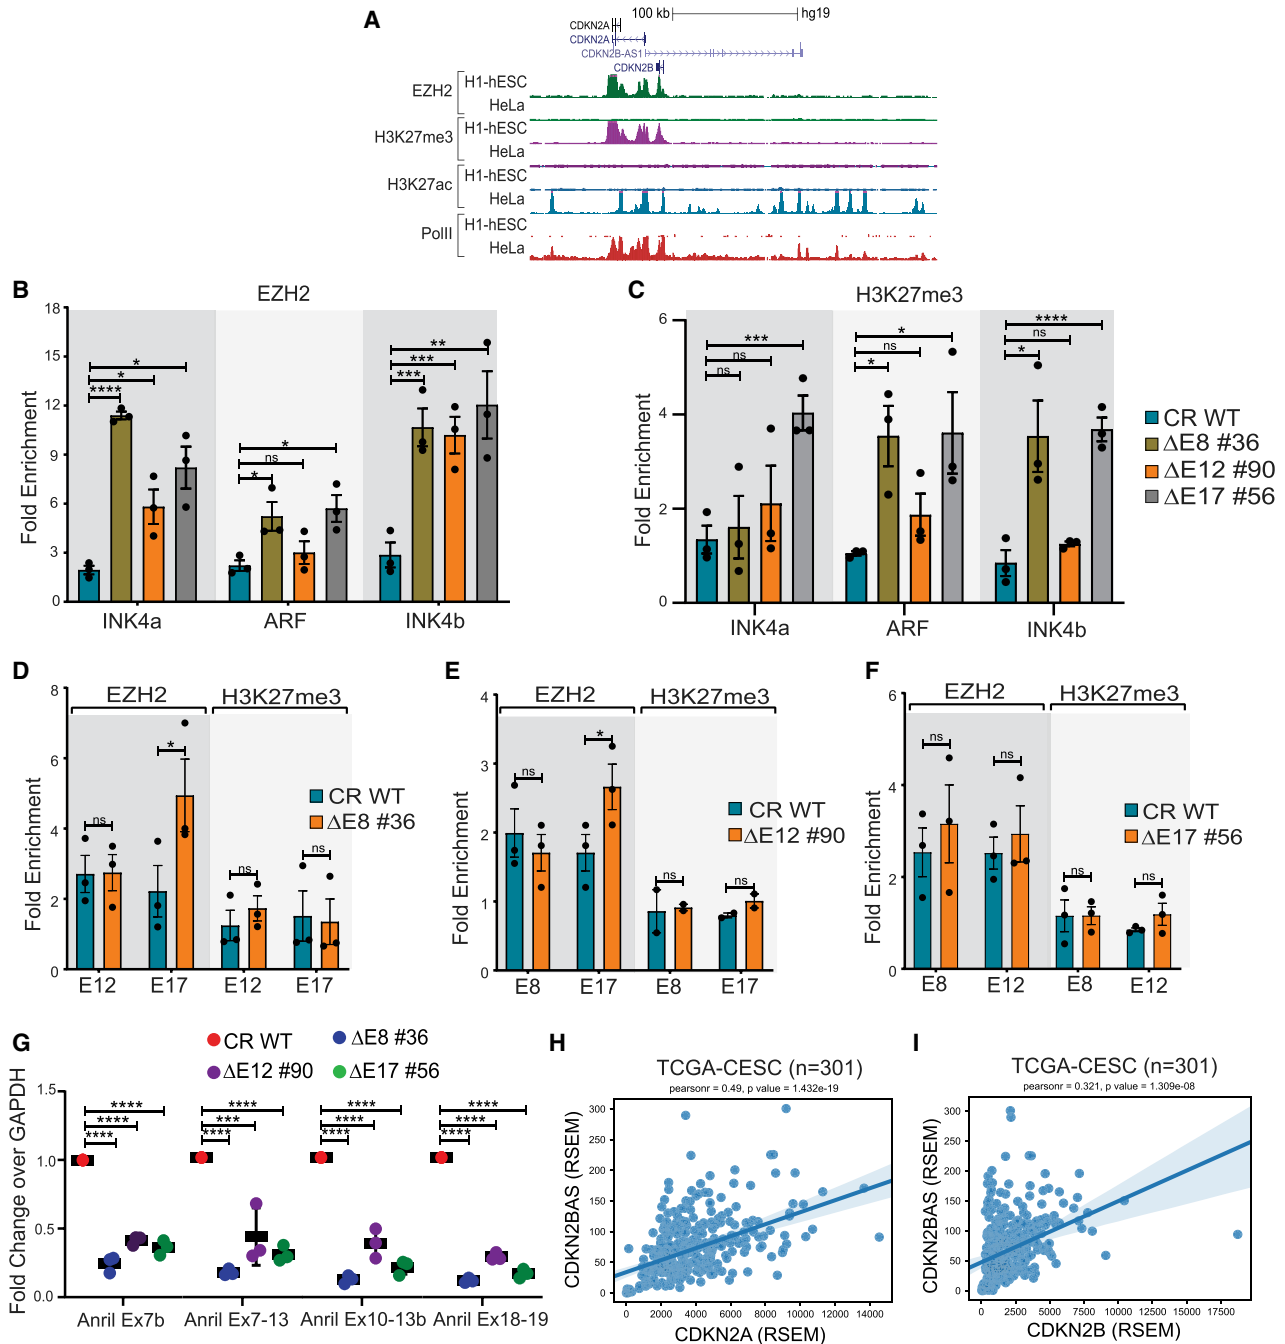 A
100 kb
hg19
CDKN2A
CDKN2A
CDKN2B-AS1
CDKN2B
EZH2
H1-hESC
HeLa
H3K27me3
H1-hESC
HeLa
H3K27ac
H1-hESC
HeLa
PolII
H1-hESC
HeLa
B
EZH2
Fold Enrichment
18
15
12
9
6
3
0
****
*
*
*
ns
*
***
***
**
INK4a
ARF
INK4b
C
H3K27me3
Fold Enrichment
6
4
2
0
ns
ns
***
*
ns
*
*
ns
****
INK4a
ARF
INK4b
CR WT
ΔE8 #36
ΔE12 #90
ΔE17 #56
D
EZH2
H3K27me3
Fold Enrichment
8
6
4
2
0
ns
*
ns
ns
E12
E17
E12
E17
CR WT
ΔE8 #36
E
EZH2
H3K27me3
Fold Enrichment
4
3
2
1
0
ns
*
ns
ns
E8
E17
E8
E17
CR WT
ΔE12 #90
F
EZH2
H3K27me3
Fold Enrichment
6
4
2
0
ns
ns
ns
ns
E8
E12
E8
E12
CR WT
ΔE17 #56
G
CR WT
ΔE8 #36
ΔE12 #90
ΔE17 #56
Fold Change over GAPDH
1.5
1.0
0.5
0.0
****
****
****
****
***
****
****
****
****
****
****
****
Anril Ex7b
Anril Ex7-13
Anril Ex10-13b
Anril Ex18-19
H
TCGA-CESC (n=301)
pearsonr = 0.49, p value = 1.432e-19
CDKN2BAS (RSEM)
300
250
200
150
100
50
0
0 2000 4000 6000 8000 10000 12000 14000
CDKN2A (RSEM)
I
TCGA-CESC (n=301)
pearsonr = 0.321, p value = 1.309e-08
CDKN2BAS (RSEM)
300
250
200
150
100
50
0
0 2500 5000 7500 10000 12500 15000 17500
CDKN2B (RSEM)